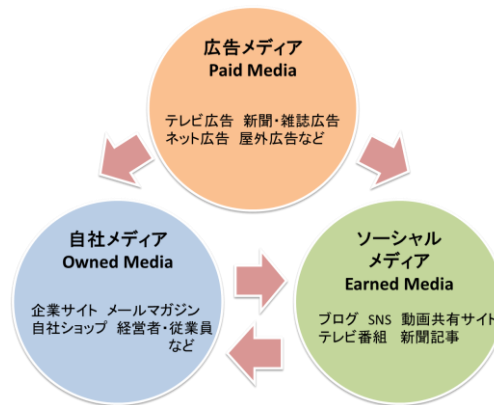 広告メディア
Paid Media
テレビ広告 新聞・雑誌広告
ネット広告 屋外広告など
自社メディア
Owned Media
企業サイト メールマガジン
自社ショップ 経営者・従業員
など
ソーシャル
メディア
Earned Media
ブログ SNS 動画共有サイト
テレビ番組 新聞記事